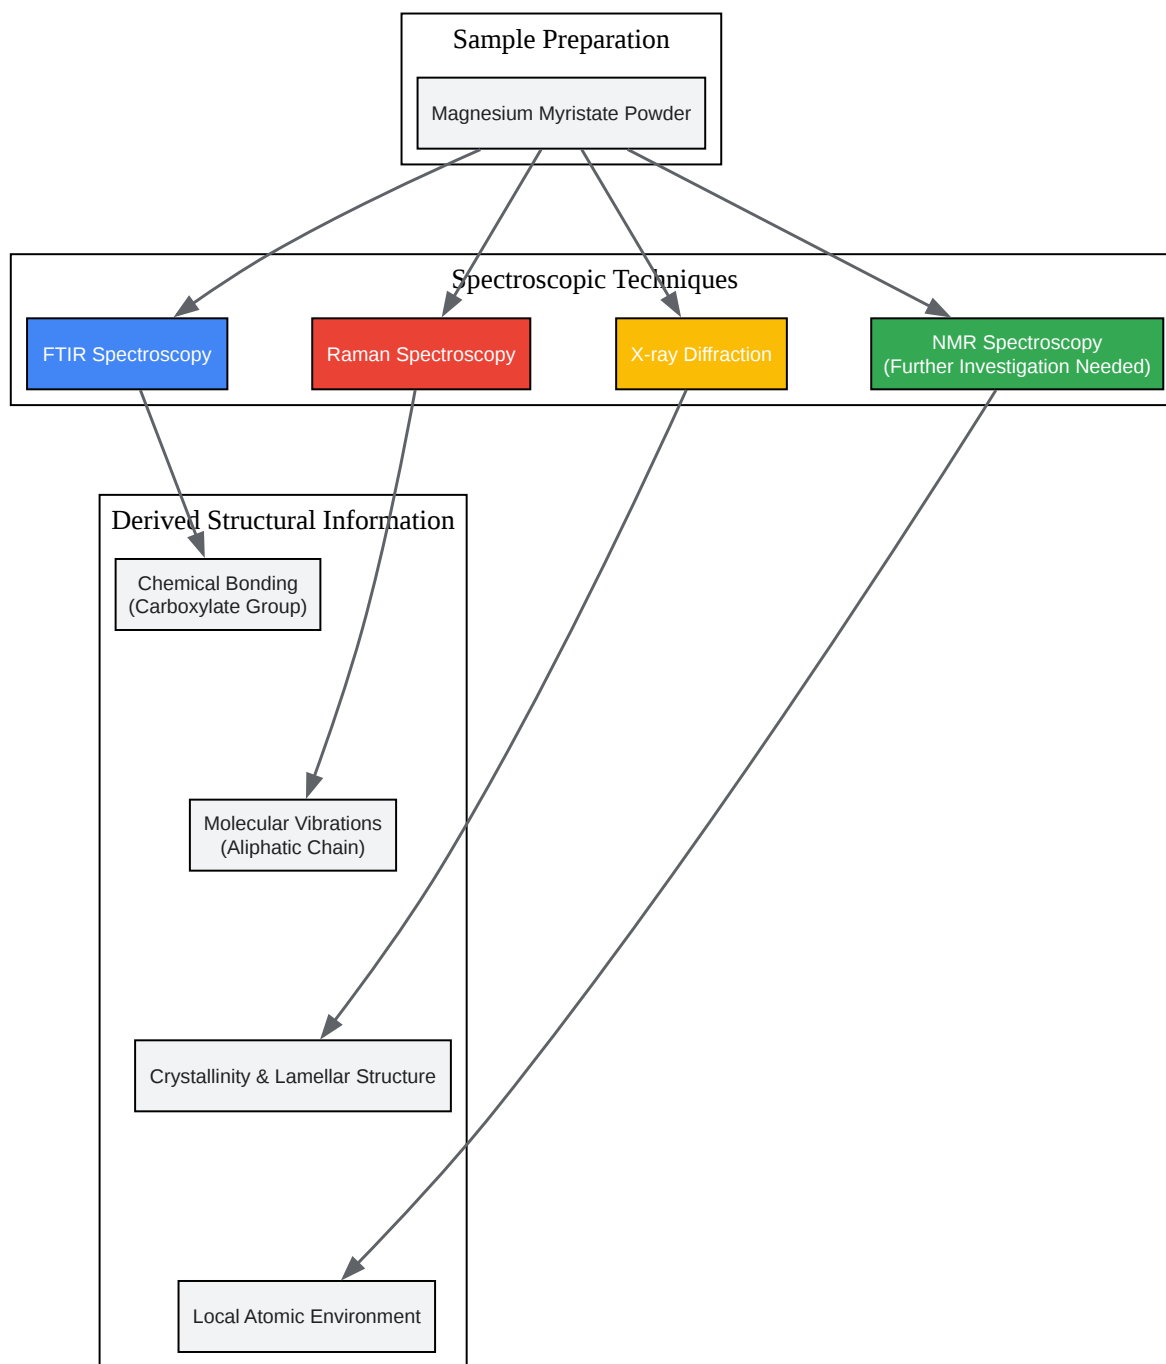 Sample Preparation
Magnesium Myristate Powder
Spectroscopic Techniques
FTIR Spectroscopy
Raman Spectroscopy
X-ray Diffraction
NMR Spectroscopy
(Further Investigation Needed)
Derived Structural Information
Chemical Bonding
(Carboxylate Group)
Molecular Vibrations
(Aliphatic Chain)
Crystallinity & Lamellar Structure
Local Atomic Environment